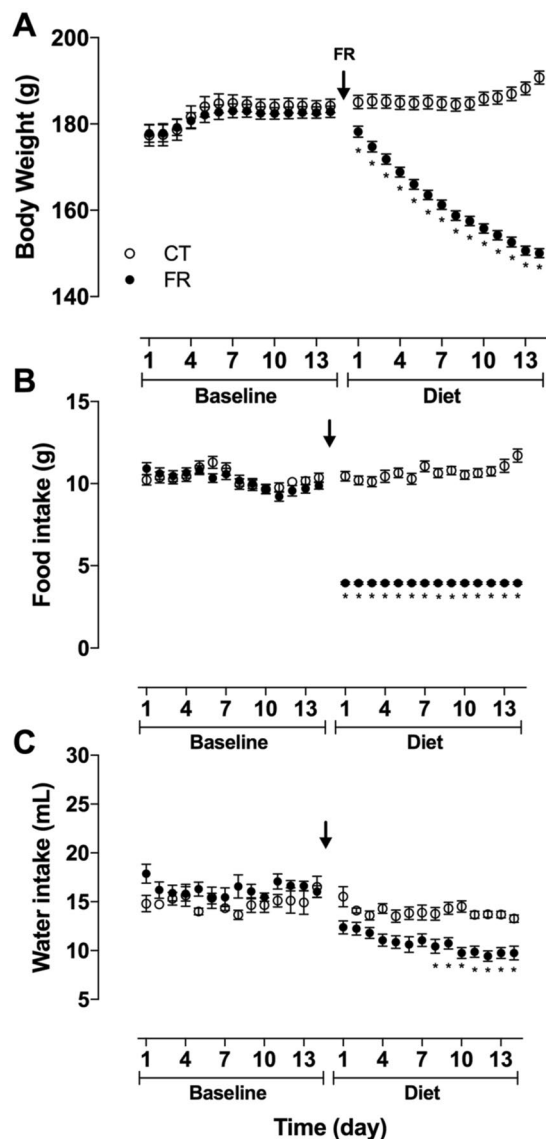 A
Body Weight (g)
200
180
160
140
FR
CT
FR
1 4 7 10 13 1 4 7 10 13
Baseline Diet
B
Food intake (g)
15
10
5
0
* * * * * * * * * * * * * *
1 4 7 10 13 1 4 7 10 13
Baseline Diet
C
Water intake (mL)
30
25
20
15
10
5
* * * * * * *
1 4 7 10 13 1 4 7 10 13
Baseline Diet
Time (day)